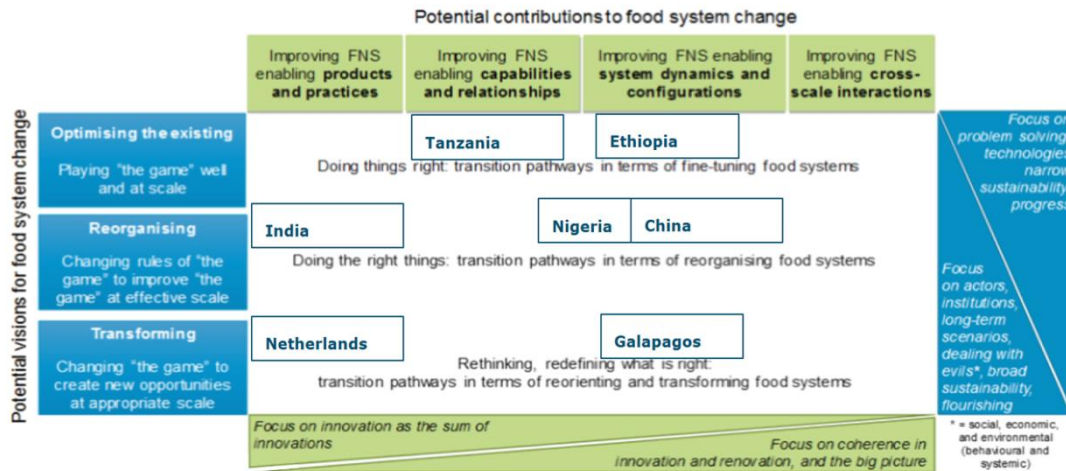 Potential contributions to food system change
Improving FNS
enabling products
and practices
Improving FNS
enabling capabilities
and relationships
Improving FNS enabling
system dynamics and
configurations
Improving FNS
enabling cross-
scale interactions
Potential visions for food system change
Optimising the existing
Playing "the game" well
and at scale
Tanzania
Ethiopia
Doing things right: transition pathways in terms of fine-tuning food systems
Reorganising
Changing rules of "the
game" to improve "the
game" at effective scale
India
Nigeria
China
Doing the right things: transition pathways in terms of reorganising food systems
Transforming
Changing "the game" to
create new opportunities
at appropriate scale
Netherlands
Galapagos
Rethinking, redefining what is right:
transition pathways in terms of reorienting and transforming food systems
Focus on
problem solving,
technologies
narrow
sustainability
progress
Focus
on actors,
institutions,
long-term
scenarios,
dealing with
evils*, broad
sustainability,
flourishing
Focus on innovation as the sum of
innovations
Focus on coherence in
innovation and renovation, and the big picture
* = social, economic,
and environmental
(behavioural and
systemic)